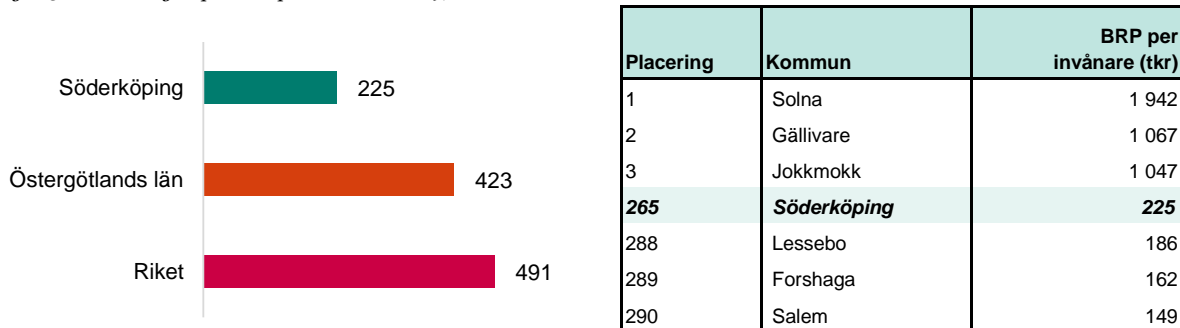 Söderköping 225
Östergötlands län 423
Riket 491
Placering Kommun BRP per invånare (tkr)
1 Solna 1 942
2 Gällivare 1 067
3 Jokkmokk 1 047
265 Söderköping 225
288 Lessebo 186
289 Forshaga 162
290 Salem 149